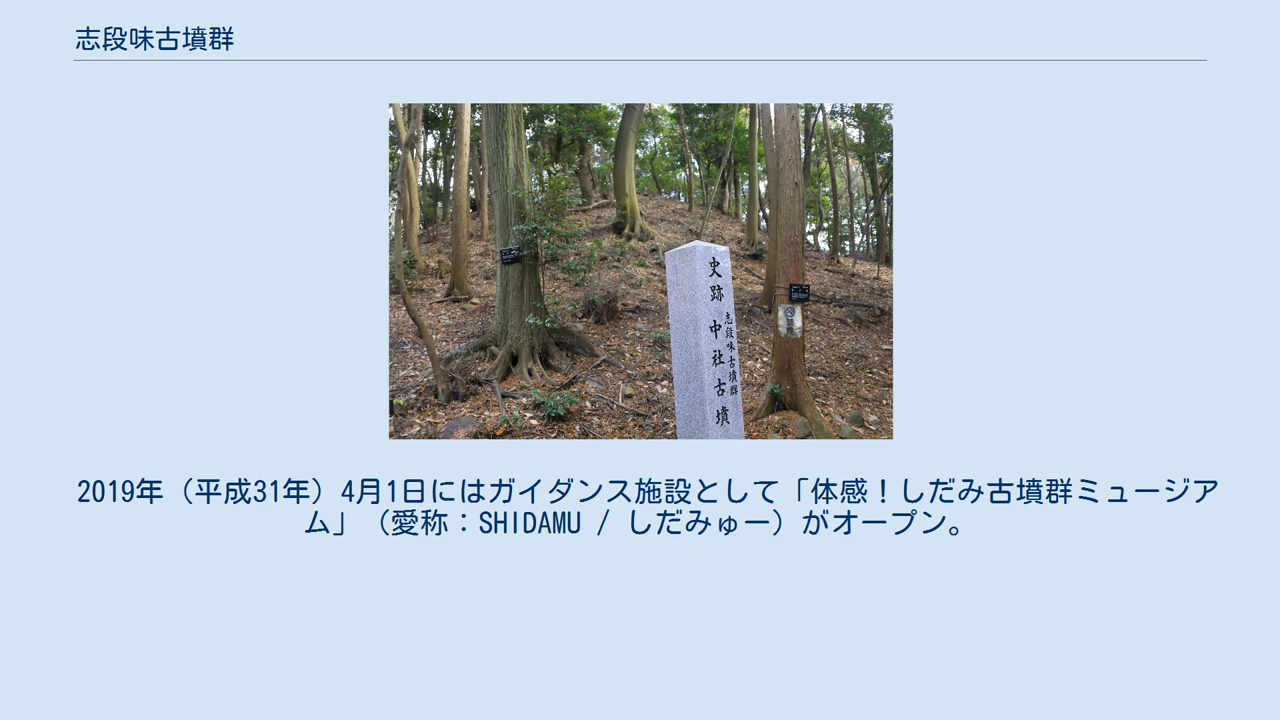 志段味古墳群
史跡 中社古墳
志段味古墳群
2019年（平成31年）4月1日にはガイダンス施設として「体感！しだみ古墳群ミュージア
ム」（愛称：SHIDAMU / しだみゅー）がオープン。